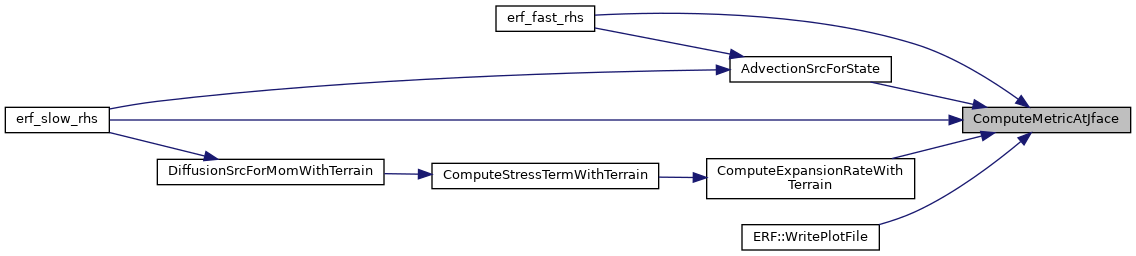 erf_fast_rhs
AdvectionSrcForState
erf_slow_rhs
ComputeMetricAtJface
DiffusionSrcForMomWithTerrain
ComputeStressTermWithTerrain
ComputeExpansionRateWith
Terrain
ERF::WritePlotFile